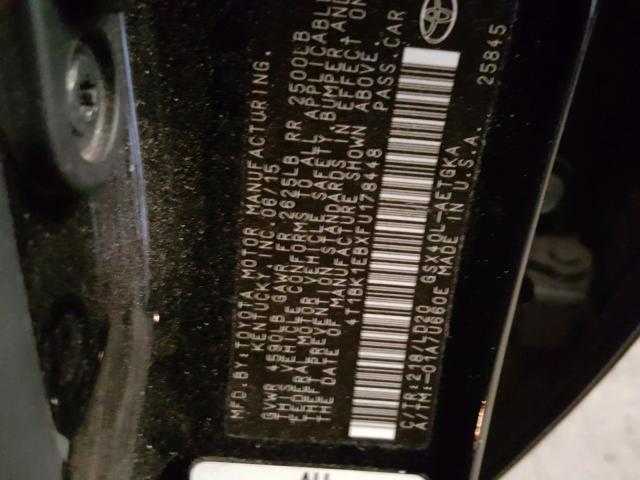 MFD.BY:TOYOTA MOTOR MANUFACTURING,
KENTUCKY INC. 06/15
GVWR 4590LB GAWR FR 2625LB RR 2500LB
THIS VEHICLE CONFORMS TO ALL APPLICABLE
FEDERAL MOTOR VEHICLE SAFETY, BUMPER, AND
THEFT PREVENTION STANDARDS IN EFFECT ON
THE DATE OF MANUFACTURE SHOWN ABOVE.
4T1BK1EBXFU178448 PASS.CAR
C/TR:218/LD20 GSX40L-AETGKA
A/TM:-01A/U660E MADE IN U.S.A. 25845